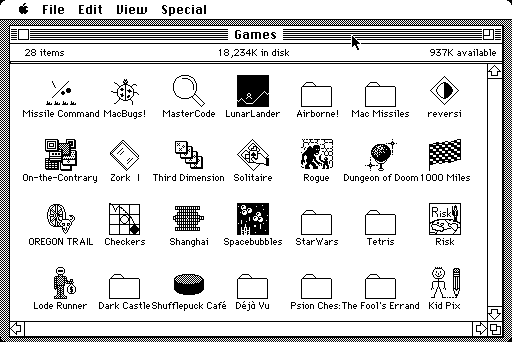 File Edit View Special
Games
28 items 18,234K in disk 937K available
Missile Command MacBugs! MasterCode LunarLander Airborne! Mac Missiles reversi
On-the-Contrary Zork I Third Dimension Solitaire Rogue Dungeon of Doom 1000 Miles
Risk
OREGON TRAIL Checkers Shanghai Spacebubbles StarWars Tetris Risk
Lode Runner Dark Castle Shufflepuck Café Déjà Vu Psion Ches: The Fool's Errand Kid Pix